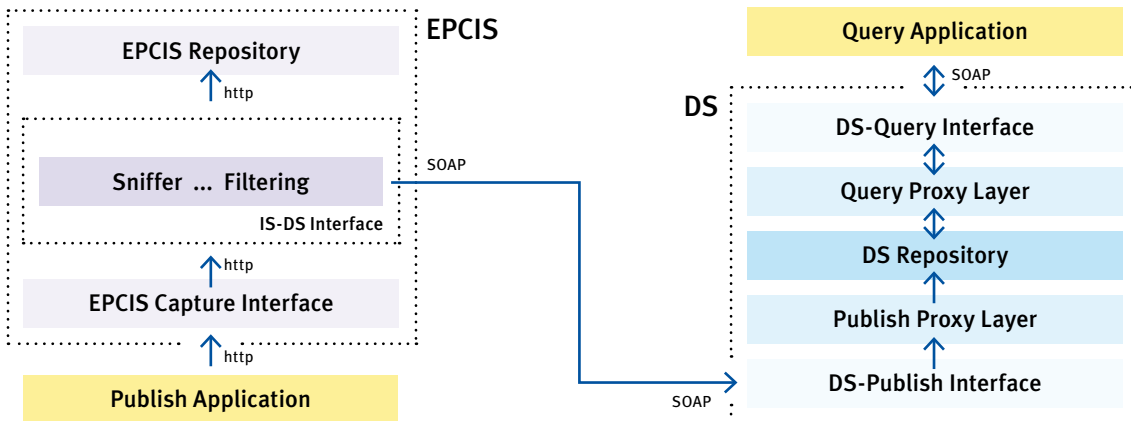 EPCIS
EPCIS Repository
http
Sniffer ... Filtering
IS-DS Interface
http
EPCIS Capture Interface
http
Publish Application
SOAP
SOAP
Query Application
SOAP
DS
DS-Query Interface
Query Proxy Layer
DS Repository
Publish Proxy Layer
DS-Publish Interface